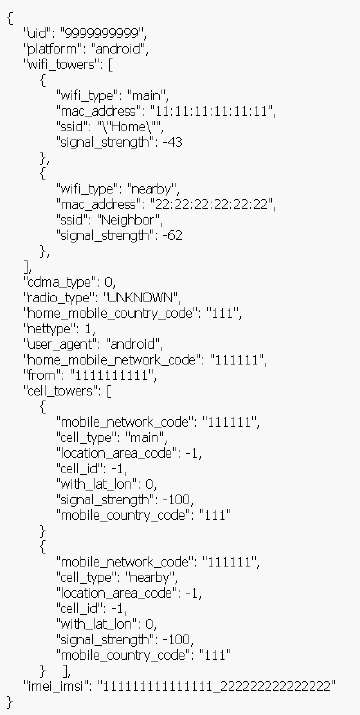 {
"uid": "9999999999",
"platform": "android",
"wifi_towers": [
{
"wifi_type": "main",
"mac_address": "11:11:11:11:11:11",
"ssid": "\"Home\"",
"signal_strength": -43
},
{
"wifi_type": "nearby",
"mac_address": "22:22:22:22:22:22",
"ssid": "Neighbor",
"signal_strength": -62
},
],
"cdma_type": 0,
"radio_type": "UNKNOWN",
"home_mobile_country_code": "111",
"nettype": 1,
"user_agent": "android",
"home_mobile_network_code": "111111",
"from": "1111111111",
"cell_towers": [
{
"mobile_network_code": "111111",
"cell_type": "main",
"location_area_code": -1,
"cell_id": -1,
"with_lat_lon": 0,
"signal_strength": -100,
"mobile_country_code": "111"
}
{
"mobile_network_code": "111111",
"cell_type": "nearby",
"location_area_code": -1,
"cell_id": -1,
"with_lat_lon": 0,
"signal_strength": -100,
"mobile_country_code": "111"
} ],
"imei_imsi": "111111111111111_222222222222222"
}